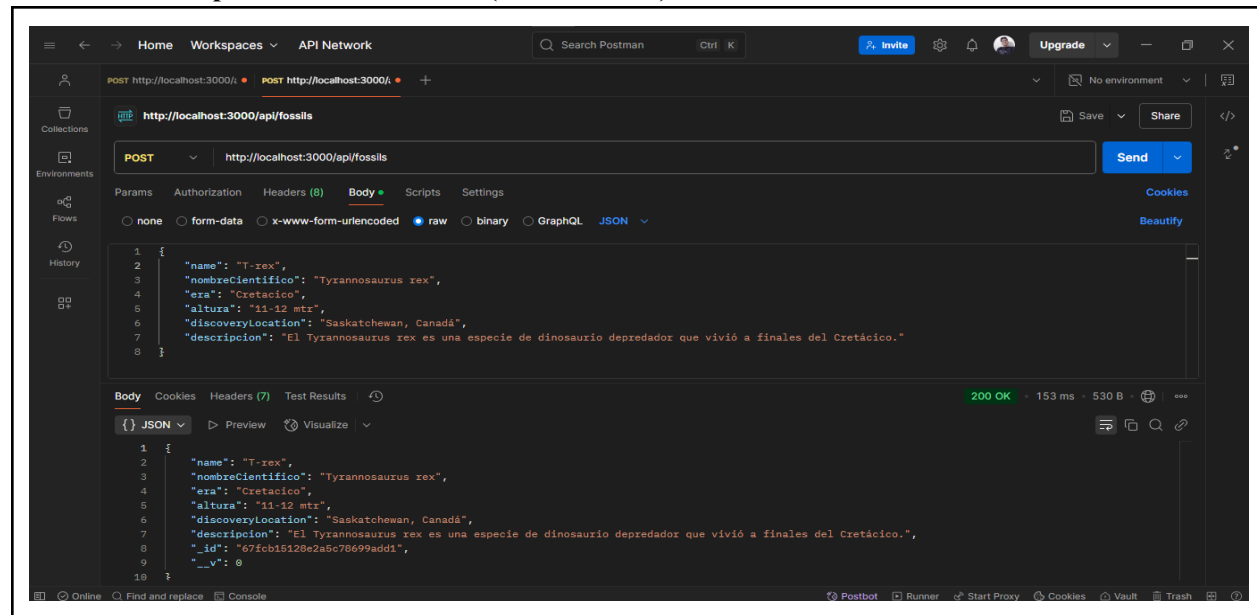 Home Workspaces API Network Search Postman Ctrl K Invite Upgrade
POST http://localhost:3000/a POST http://localhost:3000/a No environment
HTTP http://localhost:3000/api/fossils Save Share
Collections
POST http://localhost:3000/api/fossils Send
Environments
Params Authorization Headers (8) Body Scripts Settings Cookies
Flows
none form-data x-www-form-urlencoded raw binary GraphQL JSON Beautify
History
1 {
2 "name": "T-rex",
3 "nombreCientifico": "Tyrannosaurus rex",
4 "era": "Cretacico",
5 "altura": "11-12 mtr",
6 "discoveryLocation": "Saskatchewan, Canadá",
7 "descripcion": "El Tyrannosaurus rex es una especie de dinosaurio depredador que vivió a finales del Cretácico."
8 }
Body Cookies Headers (7) Test Results 200 OK 153 ms 530 B
{} JSON Preview Visualize
1 {
2 "name": "T-rex",
3 "nombreCientifico": "Tyrannosaurus rex",
4 "era": "Cretacico",
5 "altura": "11-12 mtr",
6 "discoveryLocation": "Saskatchewan, Canadá",
7 "descripcion": "El Tyrannosaurus rex es una especie de dinosaurio depredador que vivió a finales del Cretácico.",
8 "_id": "67fcb15128e2a5c78699add1",
9 "__v": 0
10 }
Online Find and replace Console Postbot Runner Start Proxy Cookies Vault Trash